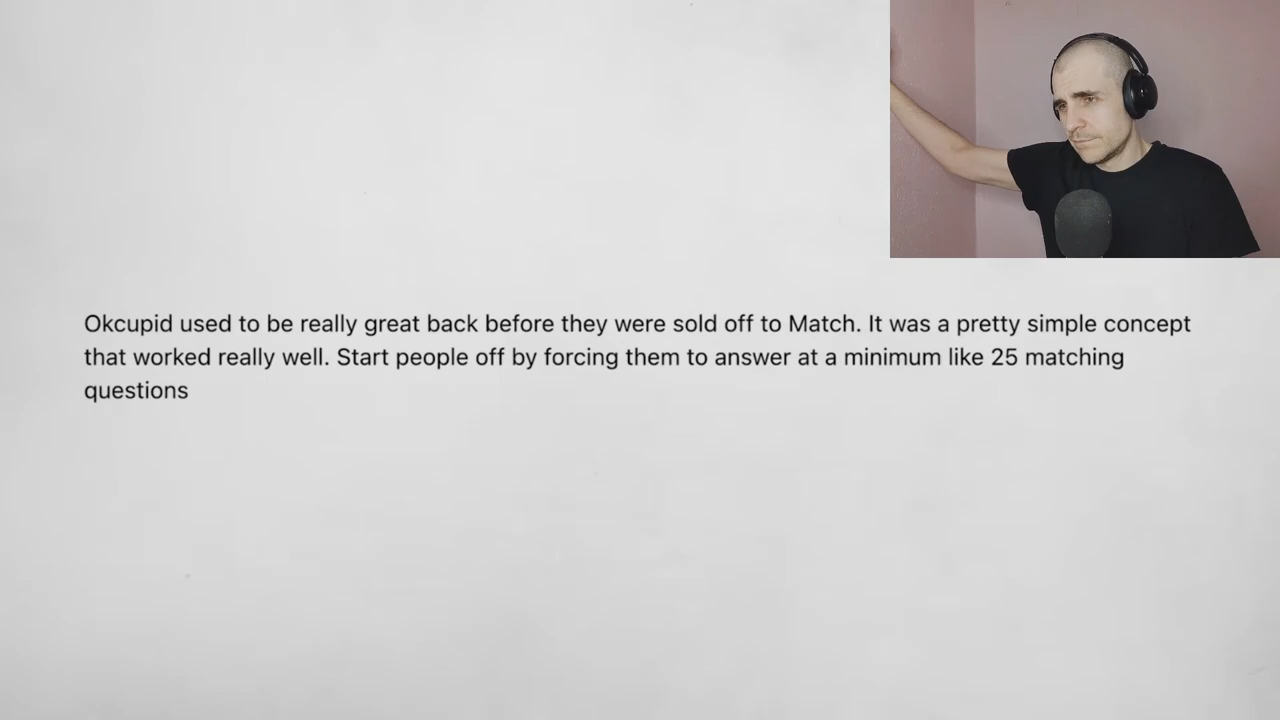 Okcupid used to be really great back before they were sold off to Match. It was a pretty simple concept
that worked really well. Start people off by forcing them to answer at a minimum like 25 matching
questions